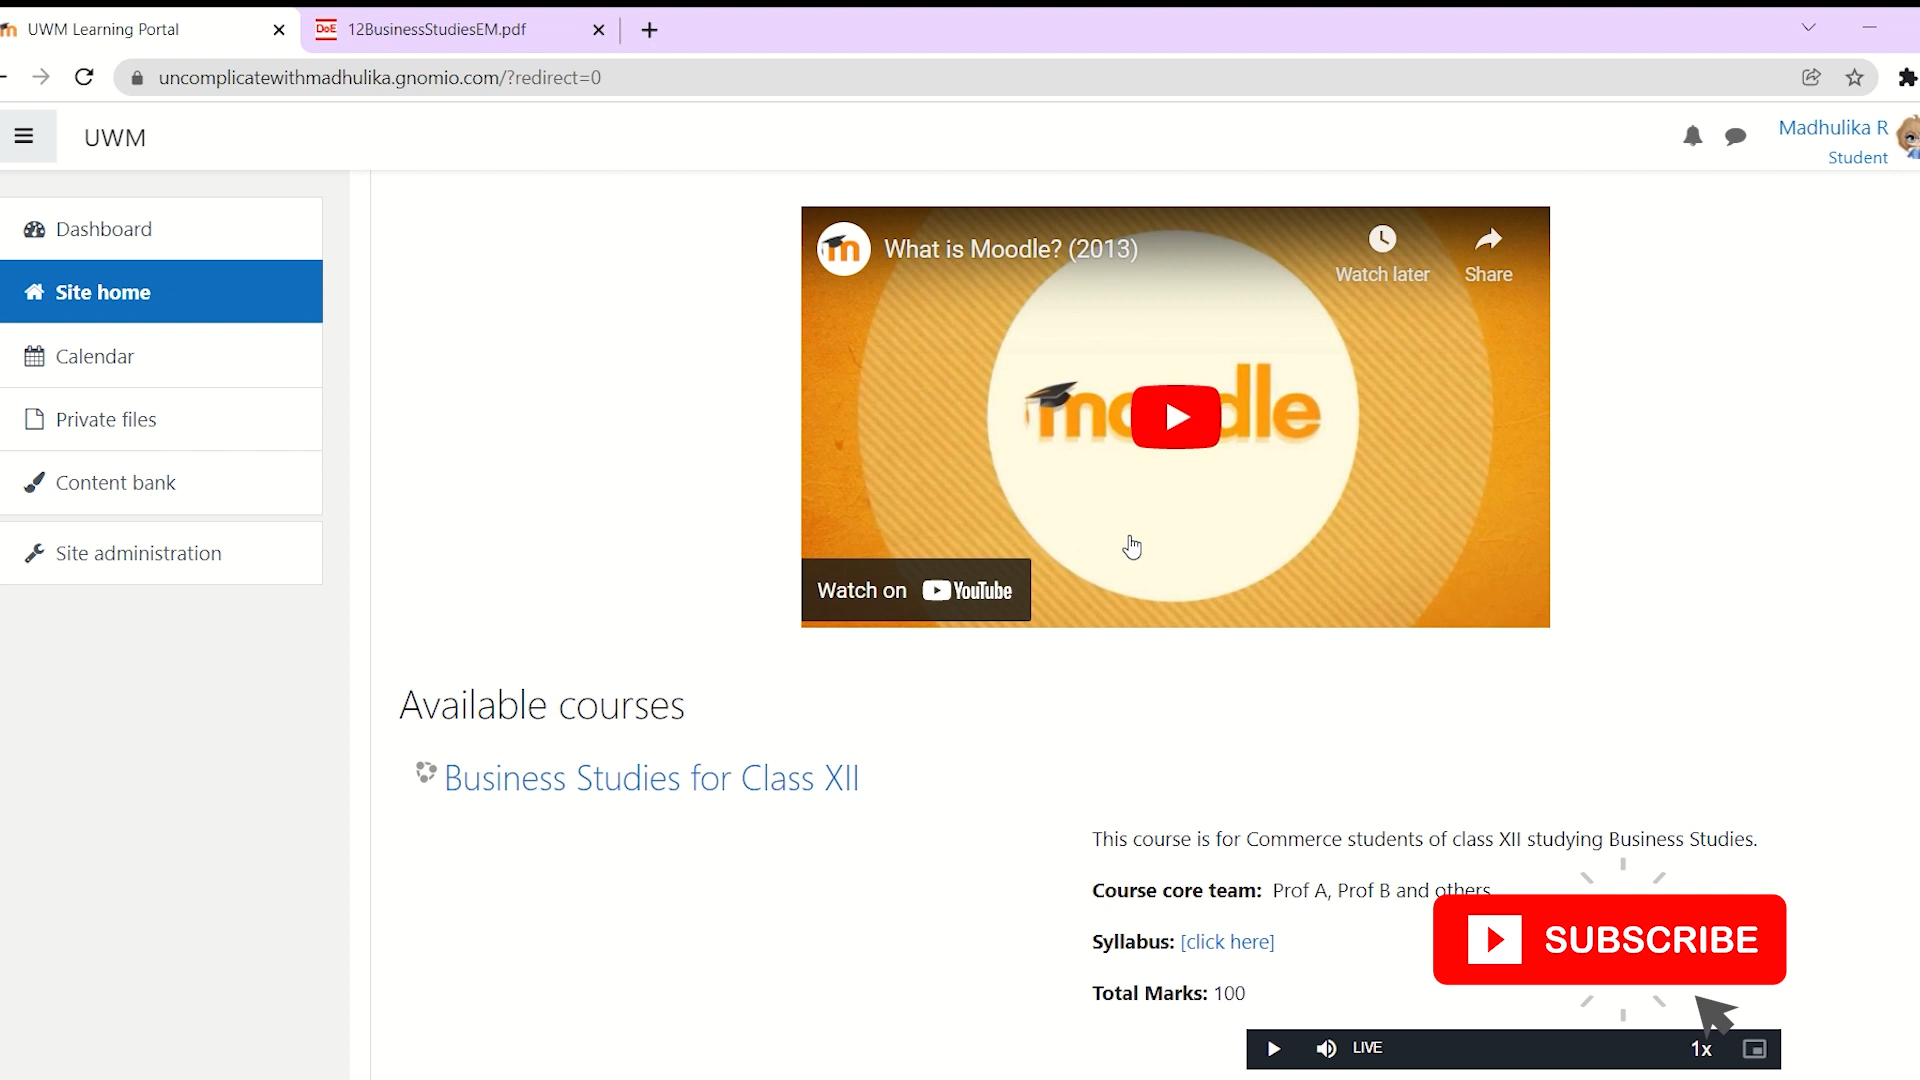 UWM Learning Portal
DoE 12BusinessStudiesEM.pdf
uncomplicatewithmadhulika.gnomio.com/?redirect=0
UWM
Madhulika R
Student
Dashboard
Site home
Calendar
Private files
Content bank
Site administration
m What is Moodle? (2013)
Watch later
Share
Watch on YouTube
Available courses
Business Studies for Class XII
This course is for Commerce students of class XII studying Business Studies.
Course core team: Prof A, Prof B and others
Syllabus: [click here]
SUBSCRIBE
Total Marks: 100
LIVE
1x